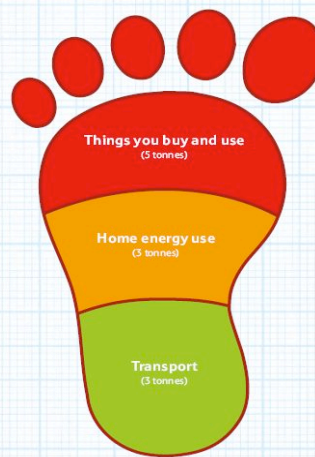 Things you buy and use
(5 tonnes)
Home energy use
(3 tonnes)
Transport
(3 tonnes)